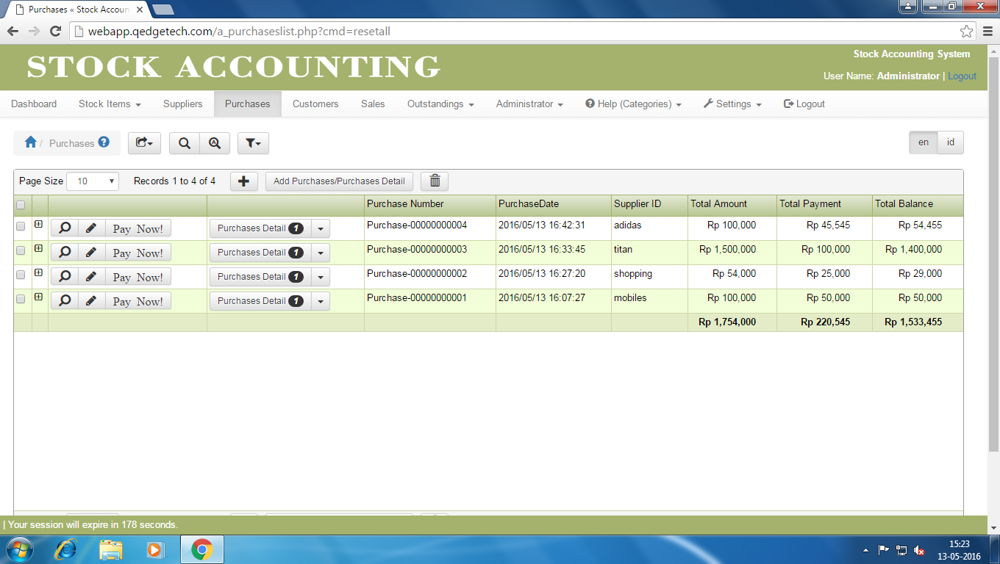 Purchases « Stock Accoun
webapp.qedgetech.com/a_purchaseslist.php?cmd=resetall
STOCK ACCOUNTING
Stock Accounting System
User Name: Administrator | Logout
Dashboard Stock Items Suppliers Purchases Customers Sales Outstandings Administrator Help (Categories) Settings Logout
/ Purchases en id
Page Size 10 Records 1 to 4 of 4 Add Purchases/Purchases Detail
Purchase Number PurchaseDate Supplier ID Total Amount Total Payment Total Balance
Pay Now! Purchases Detail 1 Purchase-00000000004 2016/05/13 16:42:31 adidas Rp 100,000 Rp 45,545 Rp 54,455
Pay Now! Purchases Detail 1 Purchase-00000000003 2016/05/13 16:33:45 titan Rp 1,500,000 Rp 100,000 Rp 1,400,000
Pay Now! Purchases Detail 1 Purchase-00000000002 2016/05/13 16:27:20 shopping Rp 54,000 Rp 25,000 Rp 29,000
Pay Now! Purchases Detail 1 Purchase-00000000001 2016/05/13 16:07:27 mobiles Rp 100,000 Rp 50,000 Rp 50,000
Rp 1,754,000 Rp 220,545 Rp 1,533,455
| Your session will expire in 178 seconds.
15:23
13-05-2016